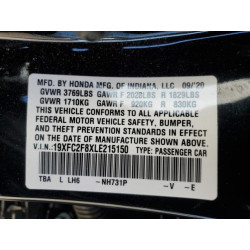 MFD. BY HONDA MFG. OF INDIANA, LLC 09/20
GVWR 3769LBS GAWR F 2028LBS R 1829LBS
GVWR 1710KG GAWR F 920KG R 830KG
THIS VEHICLE CONFORMS TO ALL APPLICABLE
FEDERAL MOTOR VEHICLE SAFETY, BUMPER,
AND THEFT PREVENTION STANDARDS IN EFFECT
ON THE DATE OF MANUFACTURE SHOWN ABOVE.
V.I.N.: 19XFC2F8XLE215150 TYPE: PASSENGER CAR
TBA L LH6 -NH731P -V -E